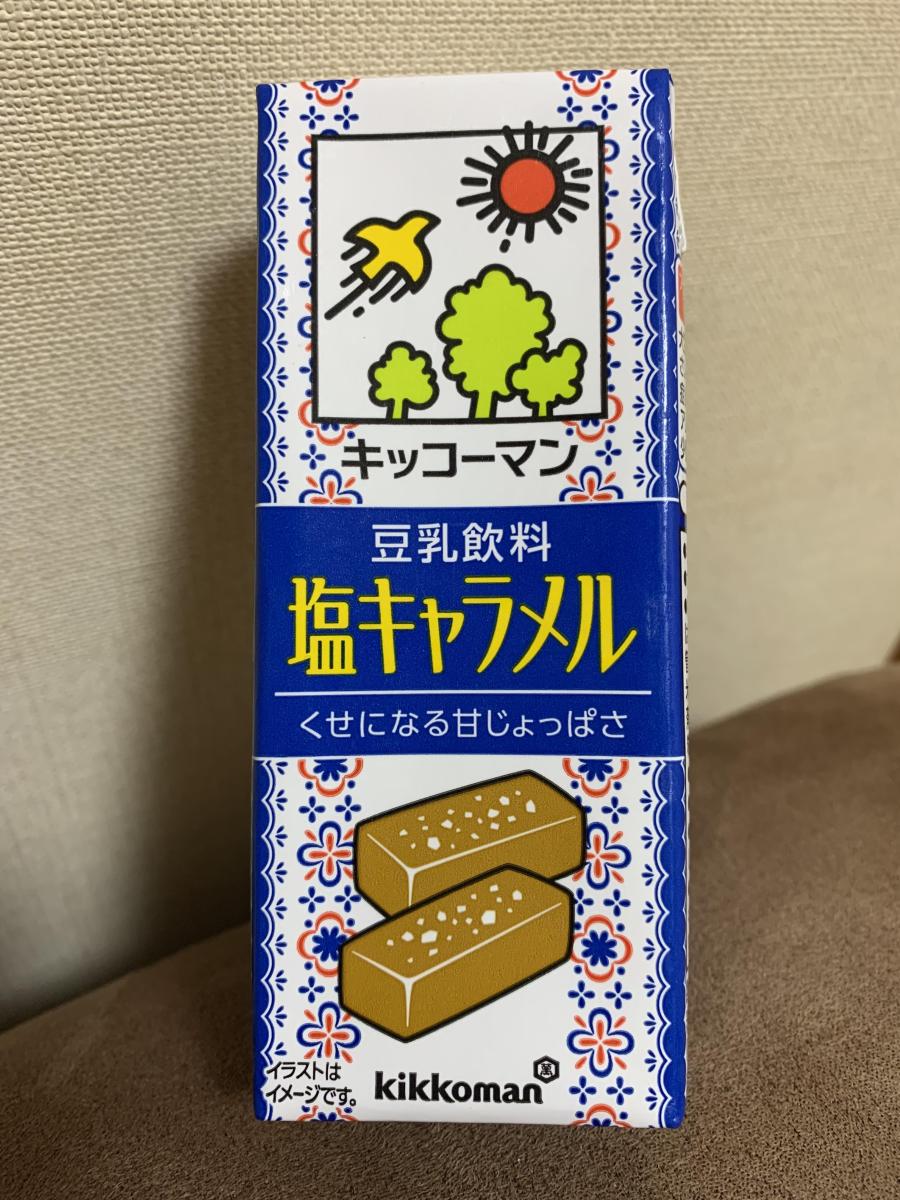 キッコーマン
豆乳飲料
塩キャラメル
くせになる甘じょっぱさ
イラストは
イメージです。
kikkoman
萬